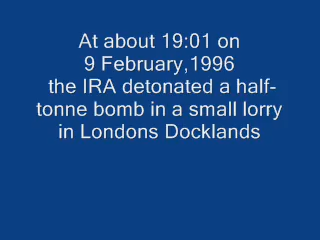 At about 19:01 on
9 February,1996
the IRA detonated a half-
tonne bomb in a small lorry
in Londons Docklands